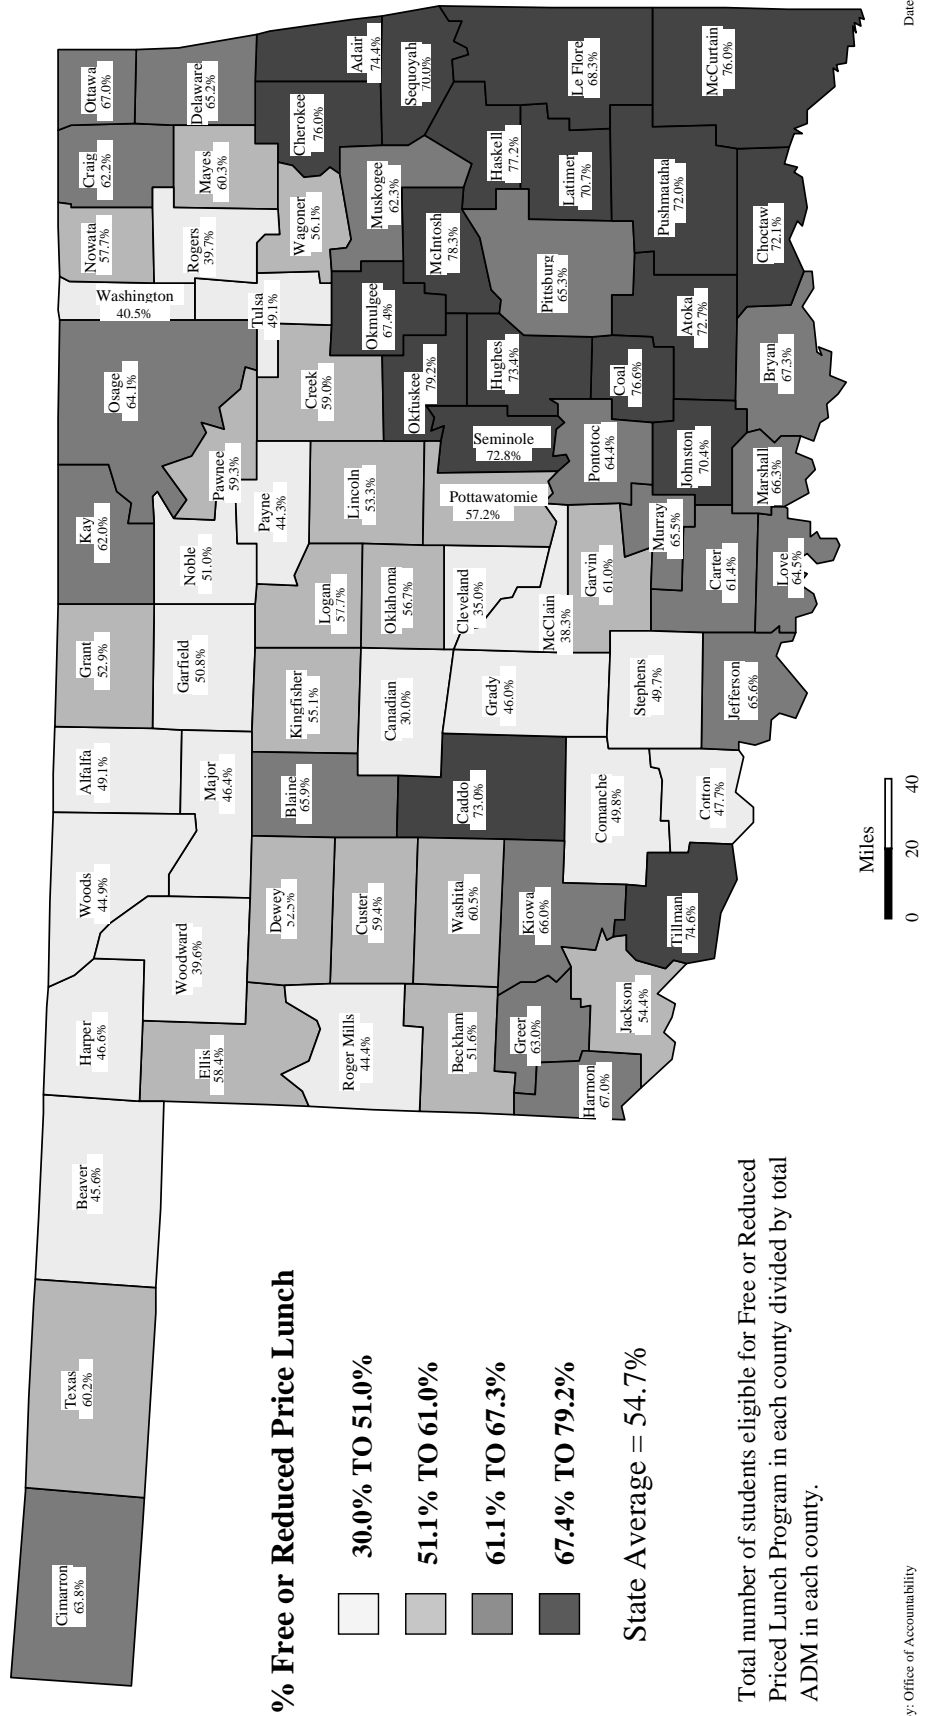 Cimarron
63.8%
Texas
60.2%
Beaver
45.6%
Harper
46.6%
Woods
44.9%
Alfalfa
49.1%
Grant
52.9%
Kay
62.0%
Osage
64.1%
Washington
40.5%
Nowata
57.7%
Craig
62.2%
Ottawa
67.0%
Ellis
58.4%
Woodward
39.6%
Major
46.4%
Garfield
50.8%
Noble
51.0%
Pawnee
59.3%
Rogers
39.7%
Mayes
60.3%
Delaware
65.2%
Payne
44.3%
Tulsa
49.1%
Roger Mills
44.4%
Dewey
Blaine
65.9%
Kingfisher
55.1%
Logan
57.7%
Creek
59.0%
Wagoner
56.1%
Cherokee
76.0%
Adair
74.4%
Custer
59.4%
Canadian
30.0%
Oklahoma
56.7%
Lincoln
53.3%
Okmulgee
67.4%
Muskogee
62.3%
Sequoyah
70.0%
Beckham
51.6%
Washita
60.5%
Caddo
73.0%
Grady
46.0%
Cleveland
35.0%
Pottawatomie
57.2%
Seminole
72.8%
Okfuskee
79.2%
McIntosh
78.3%
Haskell
77.2%
Hughes
73.4%
Pittsburg
65.3%
Latimer
70.7%
Le Flore
68.3%
Greer
63.0%
Kiowa
66.0%
McClain
38.3%
Garvin
61.0%
Pontotoc
64.4%
Coal
76.6%
Harmon
67.0%
Jackson
54.4%
Comanche
49.8%
Stephens
49.7%
Murray
65.5%
Johnston
70.4%
Atoka
72.7%
Pushmataha
72.0%
McCurtain
76.0%
Tillman
74.6%
Cotton
47.7%
Jefferson
65.6%
Carter
61.4%
Love
64.5%
Marshall
66.3%
Bryan
67.3%
Choctaw
72.1%
% Free or Reduced Price Lunch
30.0% TO 51.0%
51.1% TO 61.0%
61.1% TO 67.3%
67.4% TO 79.2%
State Average = 54.7%
Total number of students eligible for Free or Reduced
Priced Lunch Program in each county divided by total
ADM in each county.
Miles
0 20 40
y: Office of Accountability
Date